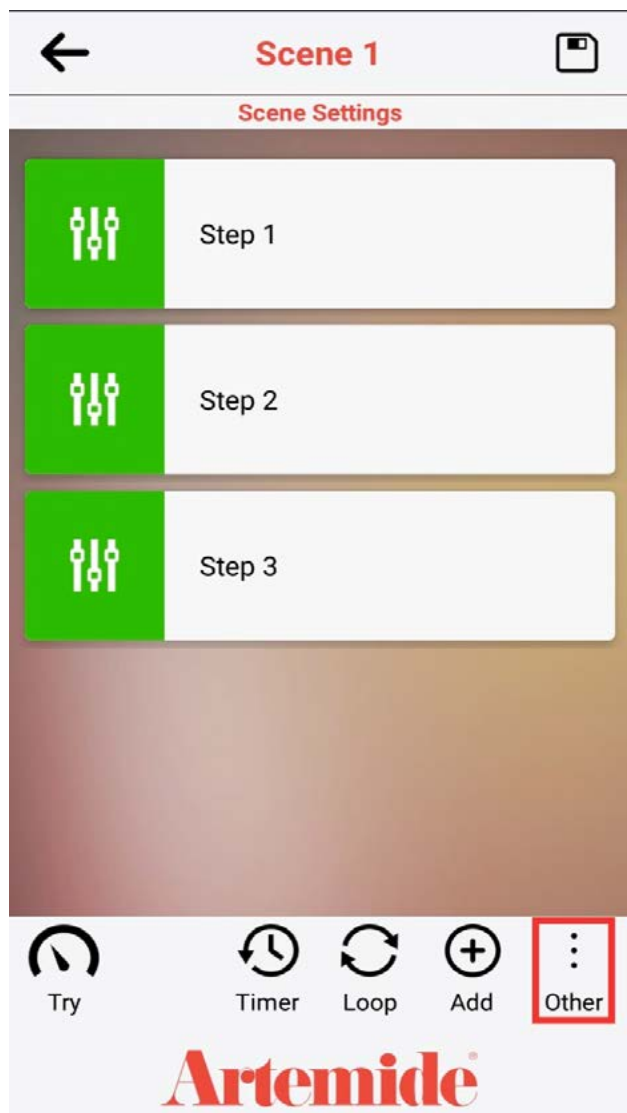 Scene 1
Scene Settings
Step 1
Step 2
Step 3
Try Timer Loop Add Other
Artemide®